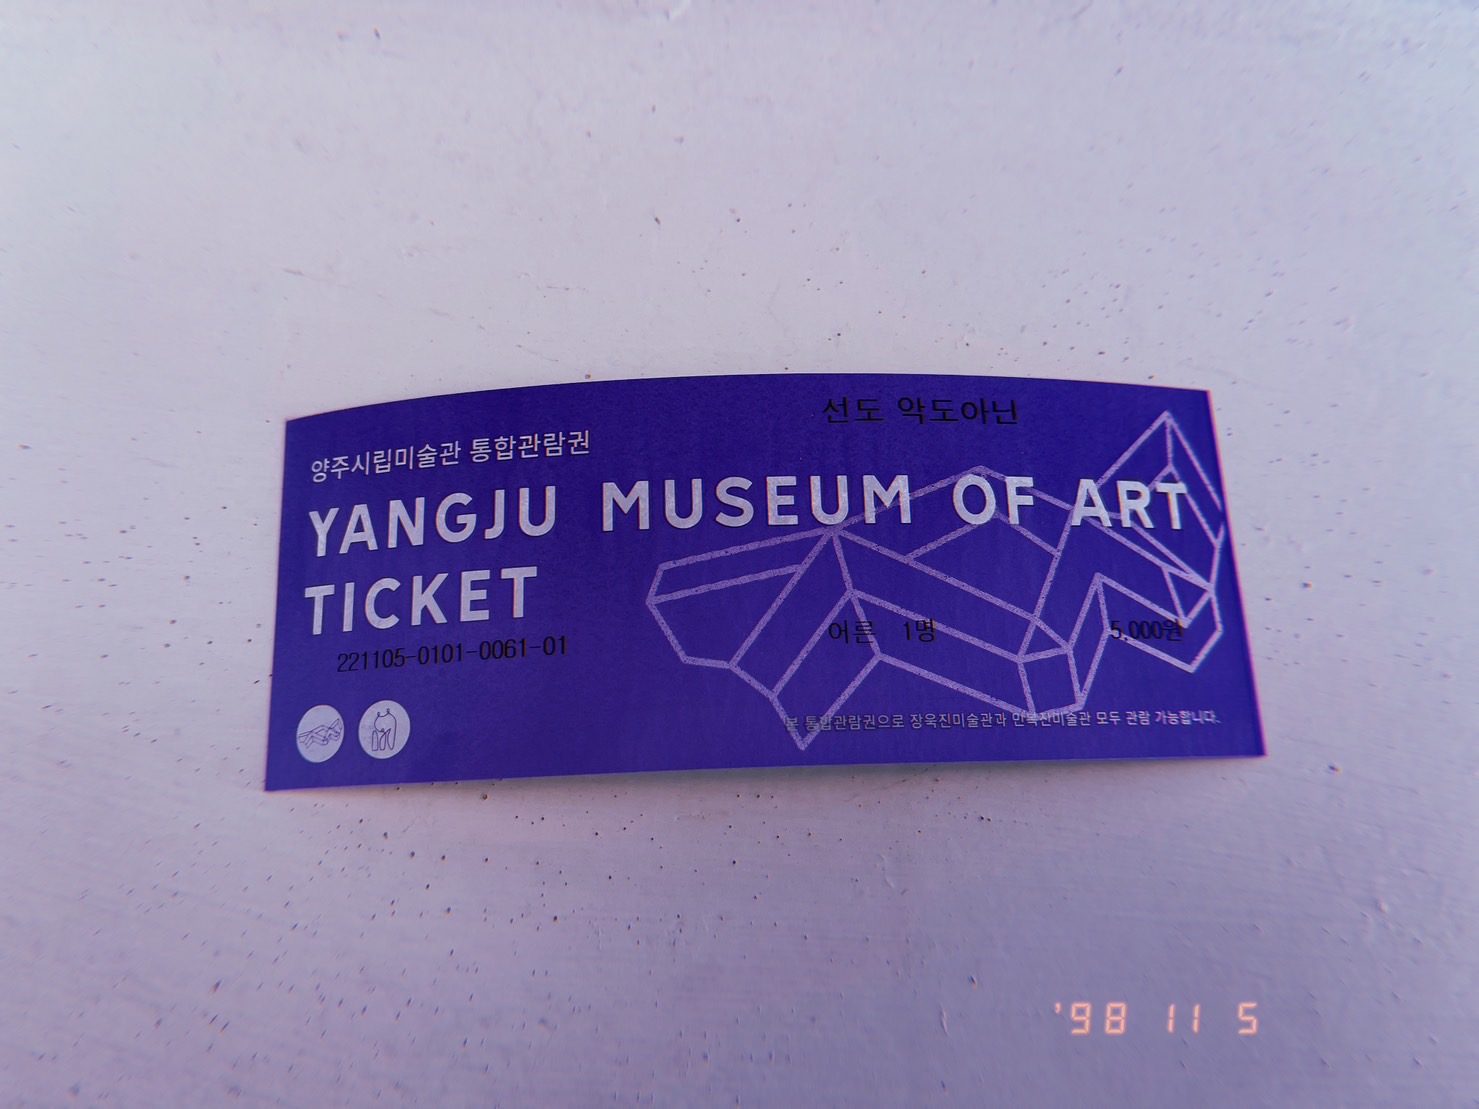 선도 악도아닌
양주시립미술관 통합관람권
YANGJU MUSEUM OF ART
TICKET
221105-0101-0061-01
어른 1명 5,000원
본 통합관람권으로 장욱진미술관과 민복진미술관 모두 관람 가능합니다.
'98 11 5